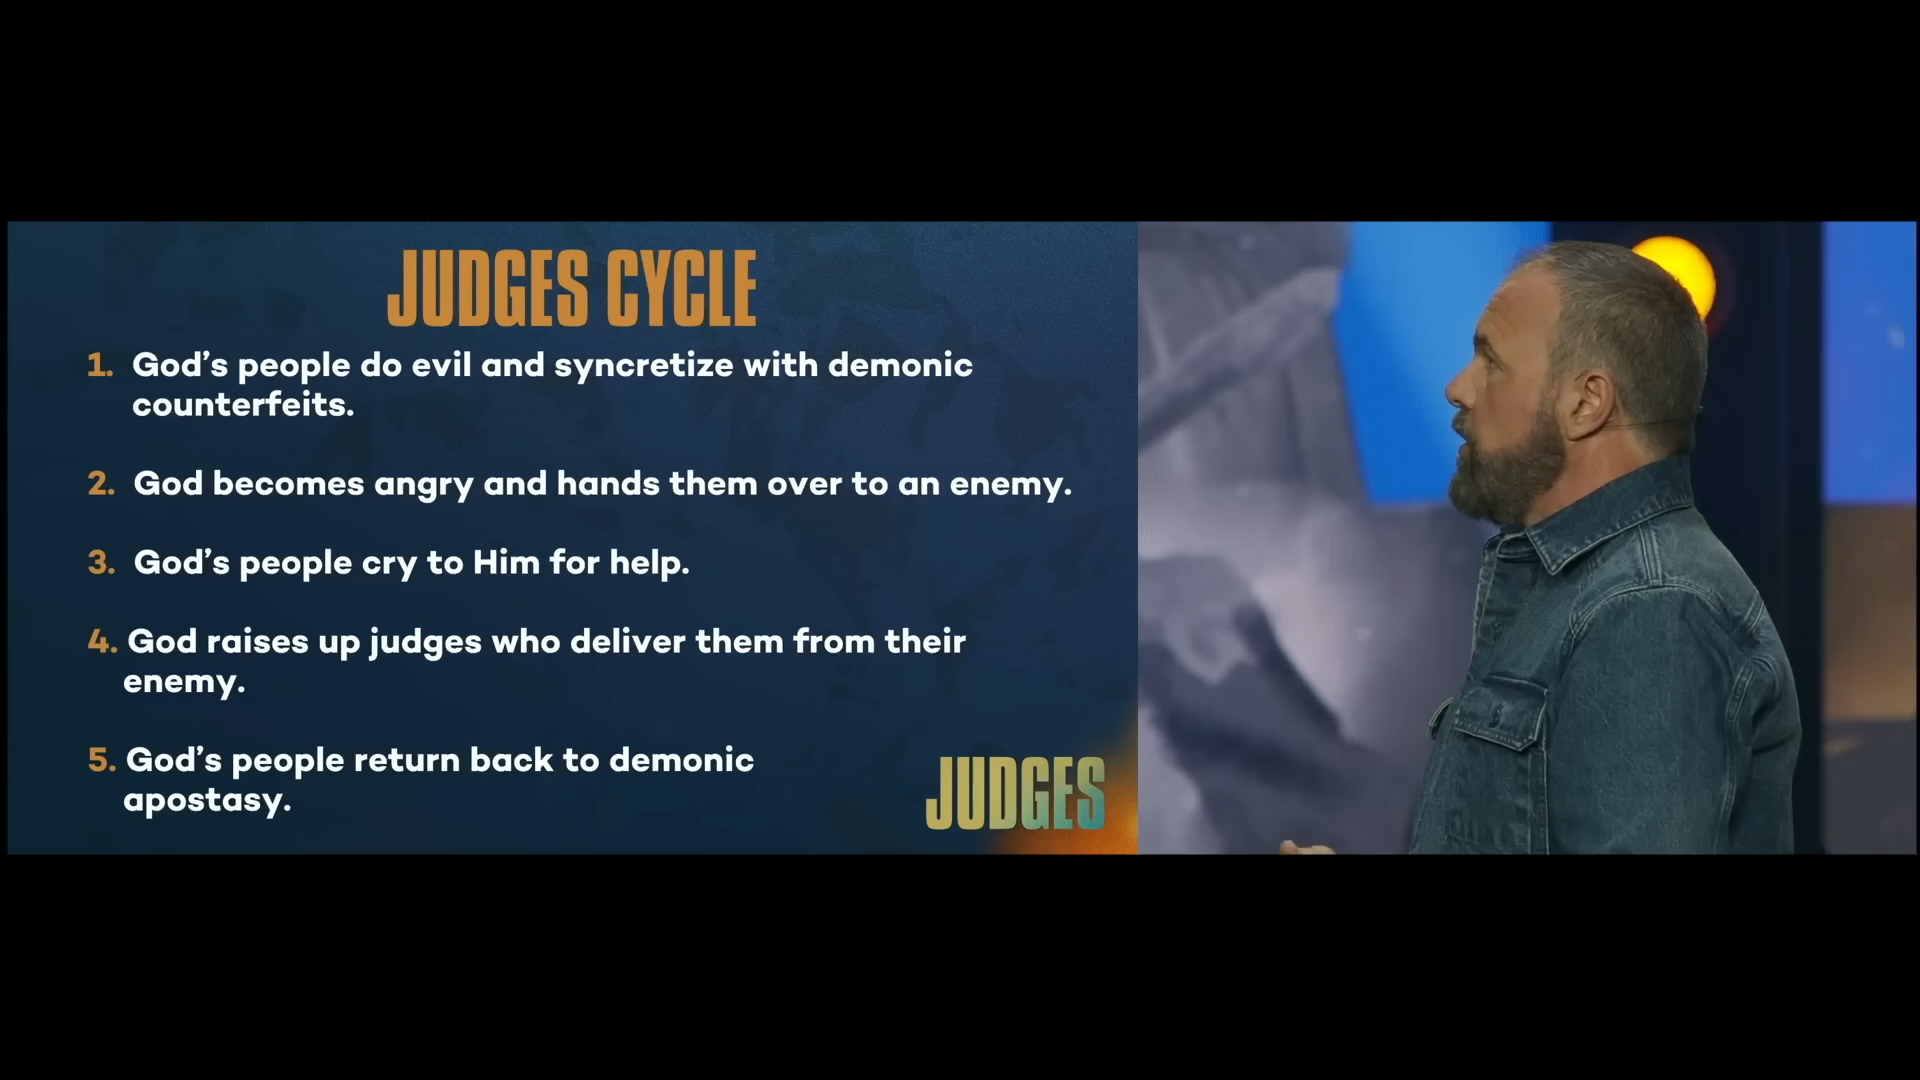 JUDGES CYCLE
1. God’s people do evil and syncretize with demonic
counterfeits.
2. God becomes angry and hands them over to an enemy.
3. God’s people cry to Him for help.
4. God raises up judges who deliver them from their
enemy.
5. God’s people return back to demonic
apostasy.
JUDGES